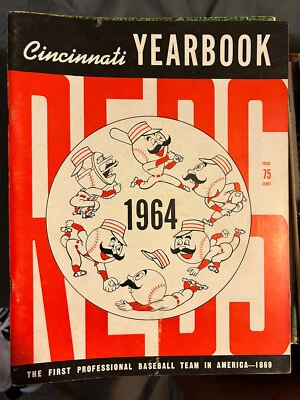 Cincinnati YEARBOOK
REDS
PRICE
75
CENTS
1964
THE FIRST PROFESSIONAL BASEBALL TEAM IN AMERICA—1869